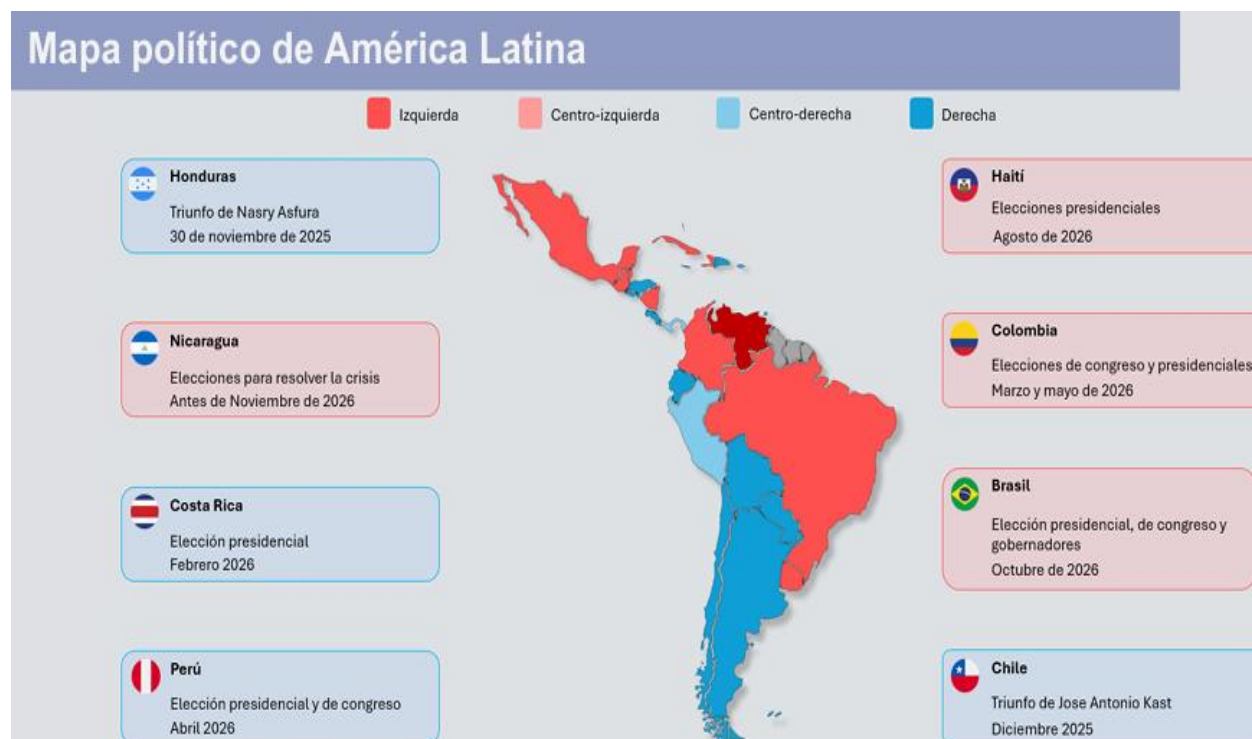 Mapa político de América Latina
Izquierda
Centro-izquierda
Centro-derecha
Derecha
Honduras
Triunfo de Nasry Asfura
30 de noviembre de 2025
Nicaragua
Elecciones para resolver la crisis
Antes de Noviembre de 2026
Costa Rica
Elección presidencial
Febrero 2026
Perú
Elección presidencial y de congreso
Abril 2026
Haití
Elecciones presidenciales
Agosto de 2026
Colombia
Elecciones de congreso y presidenciales
Marzo y mayo de 2026
Brasil
Elección presidencial, de congreso y
gobernadores
Octubre de 2026
Chile
Triunfo de Jose Antonio Kast
Diciembre 2025